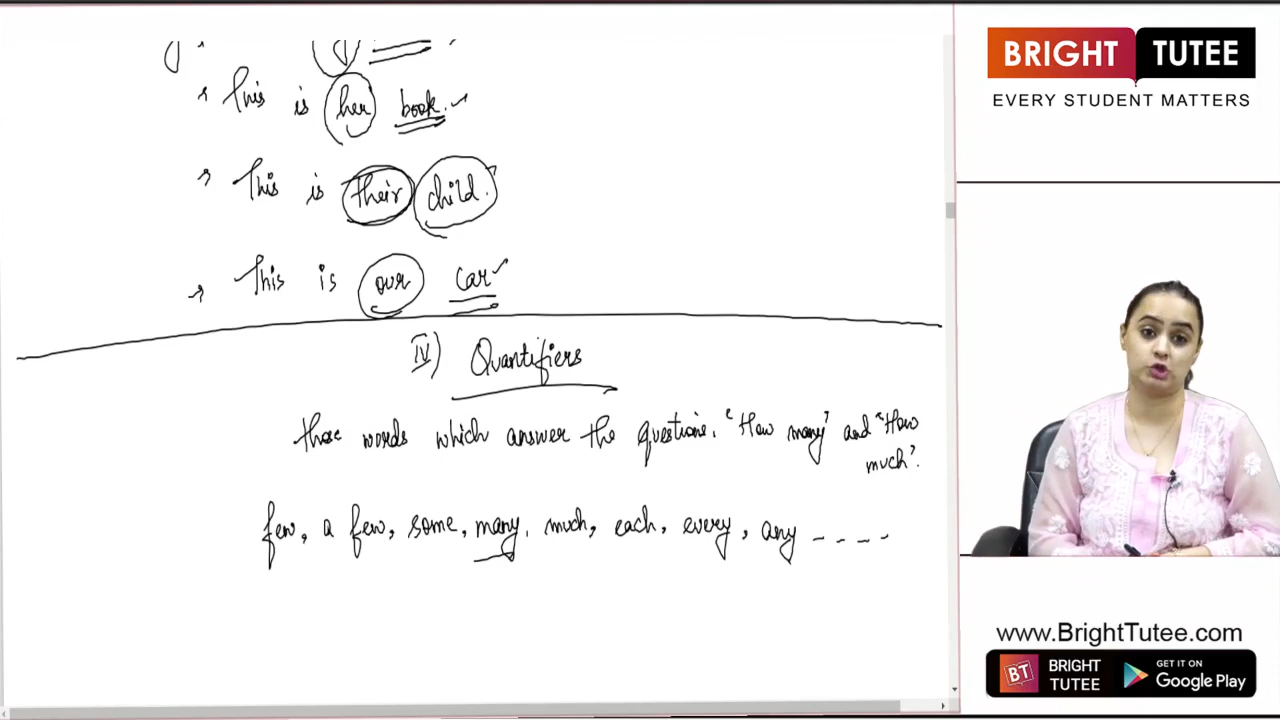 This is her book.
This is their child.
This is our car
IV) Quantifiers
those words which answer the questions, "How many" and "How
much".
few, a few, some, many, much, each, every, any ----
BRIGHT TUTEE
EVERY STUDENT MATTERS
www.BrightTutee.com
BT BRIGHT TUTEE
GET IT ON
Google Play